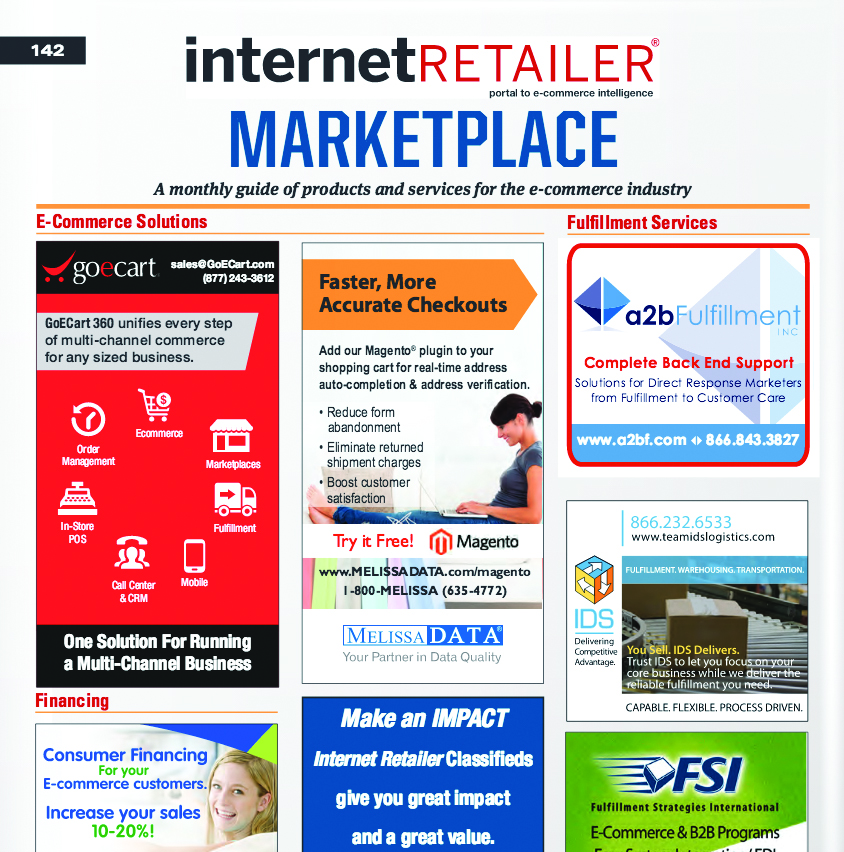 142
internetRETAILER®
portal to e-commerce intelligence
MARKETPLACE
A monthly guide of products and services for the e-commerce industry
E-Commerce Solutions
goecart
sales@GoECart.com
(877) 243-3612
GoECart 360 unifies every step
of multi-channel commerce
for any sized business.
Ecommerce
Order
Management
Marketplaces
In-Store
POS
Fulfillment
Call Center
& CRM
Mobile
One Solution For Running
a Multi-Channel Business
Financing
Consumer Financing
For your
E-commerce customers.
Increase your sales
10-20%!
Faster, More
Accurate Checkouts
Add our Magento® plugin to your
shopping cart for real-time address
auto-completion & address verification.
• Reduce form
abandonment
• Eliminate returned
shipment charges
• Boost customer
satisfaction
Try it Free! Magento
www.MELISSADATA.com/magento
1-800-MELISSA (635-4772)
MELISSA DATA®
Your Partner in Data Quality
Make an IMPACT
Internet Retailer Classifieds
give you great impact
and a great value.
Fulfillment Services
a2bFulfillment
INC
Complete Back End Support
Solutions for Direct Response Marketers
from Fulfillment to Customer Care
www.a2bf.com 866.843.3827
866.232.6533
www.teamidslogistics.com
FULFILLMENT. WAREHOUSING. TRANSPORTATION.
IDS
Delivering
Competitive
Advantage.
You Sell. IDS Delivers.
Trust IDS to let you focus on your
core business while we deliver the
reliable fulfillment you need.
CAPABLE. FLEXIBLE. PROCESS DRIVEN.
FSI
Fulfillment Strategies International
E-Commerce & B2B Programs